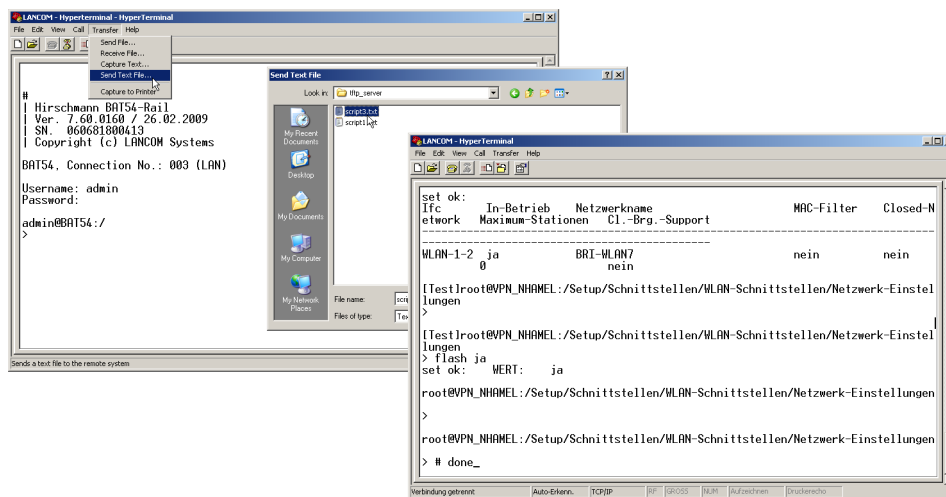 LANCOM - Hyperterminal - HyperTerminal
File Edit View Call Transfer Help
Send File...
Receive File...
Capture Text...
Send Text File...
Capture to Printer
#
| Hirschmann BAT54-Rail
| Ver. 7.60.0160 / 26.02.2009
| SN. 060681800413
| Copyright (c) LANCOM Systems
BAT54, Connection No.: 003 (LAN)
Username: admin
Password:
admin@BAT54:/
>
Sends a text file to the remote system
Send Text File
Look in: tftp_server
script3.txt
My Recent
Documents
Desktop
My Documents
My Computer
My Network
Places
File name:
Files of type:
LANCOM - HyperTerminal
File Edit View Call Transfer Help
set ok:
Ifc In-Betrieb Netzwerkname MAC-Filter Closed-N
etwork Maximum-Stationen Cl.-Brg.-Support
--------------------------------------------------------------------------------
------------------------------------------------
WLAN-1-2 ja BRI-WLAN7 nein nein
0 nein
[Test]root@VPN_NHAMEL:/Setup/Schnittstellen/WLAN-Schnittstellen/Netzwerk-Einstel
lungen
>
[Test]root@VPN_NHAMEL:/Setup/Schnittstellen/WLAN-Schnittstellen/Netzwerk-Einstel
lungen
> flash ja
set ok: WERT: ja
root@VPN_NHAMEL:/Setup/Schnittstellen/WLAN-Schnittstellen/Netzwerk-Einstellungen
>
root@VPN_NHAMEL:/Setup/Schnittstellen/WLAN-Schnittstellen/Netzwerk-Einstellungen
> # done_
Verbindung getrennt Auto-Erkenn. TCP/IP RF GROSS NUM Aufzeichnen Druckerecho